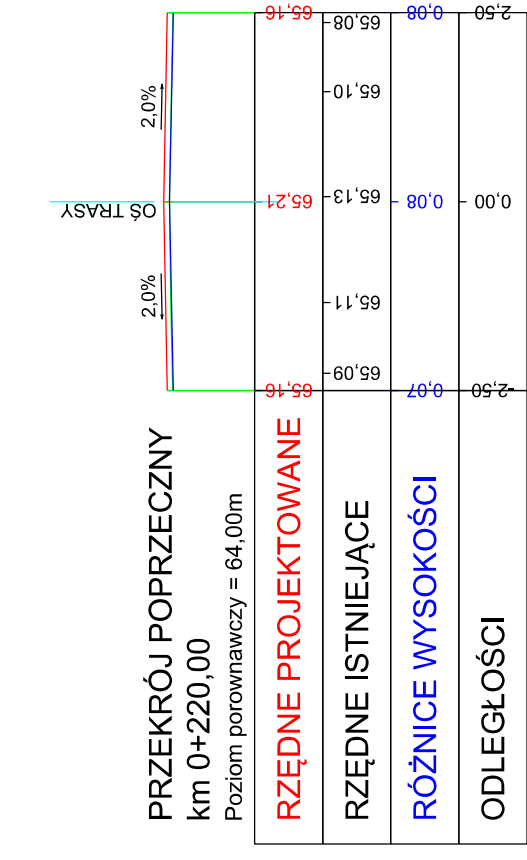 PRZEKRÓJ POPRZECZNY
km 0+220,00
Poziom porownawczy = 64,00m
2,0%
OŚ TRASY
2,0%
RZĘDNE PROJEKTOWANE
65,16
65,21
65,16
RZĘDNE ISTNIEJĄCE
65,09
65,11
65,13
65,10
65,08
RÓŻNICE WYSOKOŚCI
0,07
0,08
0,08
ODLEGŁOŚCI
-2,50
0,00
2,50